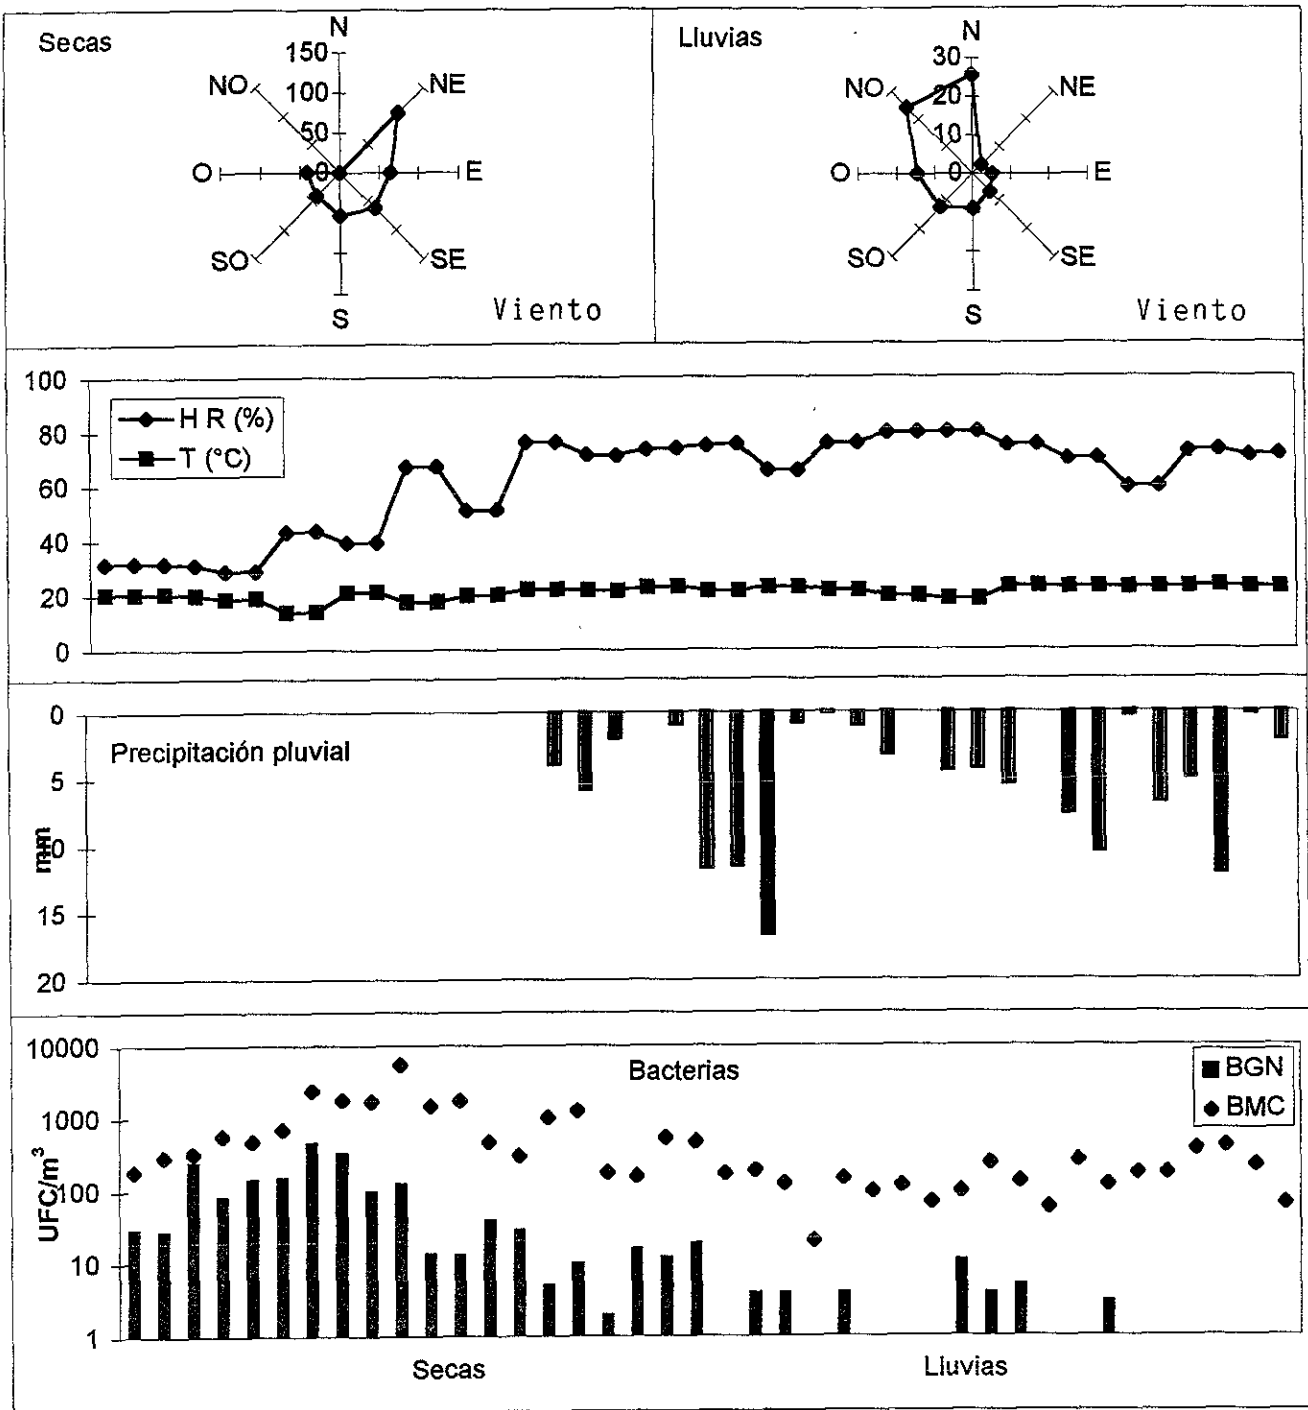 Secas
N
150
100
50
0
NO
NE
O
E
SO
SE
S
Viento
Lluvias
N
30
20
10
0
NO
NE
O
E
SO
SE
S
Viento
100
80
60
40
20
0
H R (%)
T (°C)
0
5
10
15
20
mm
Precipitación pluvial
10000
1000
100
10
1
UFC/m³
Bacterias
BGN
BMC
Secas
Lluvias